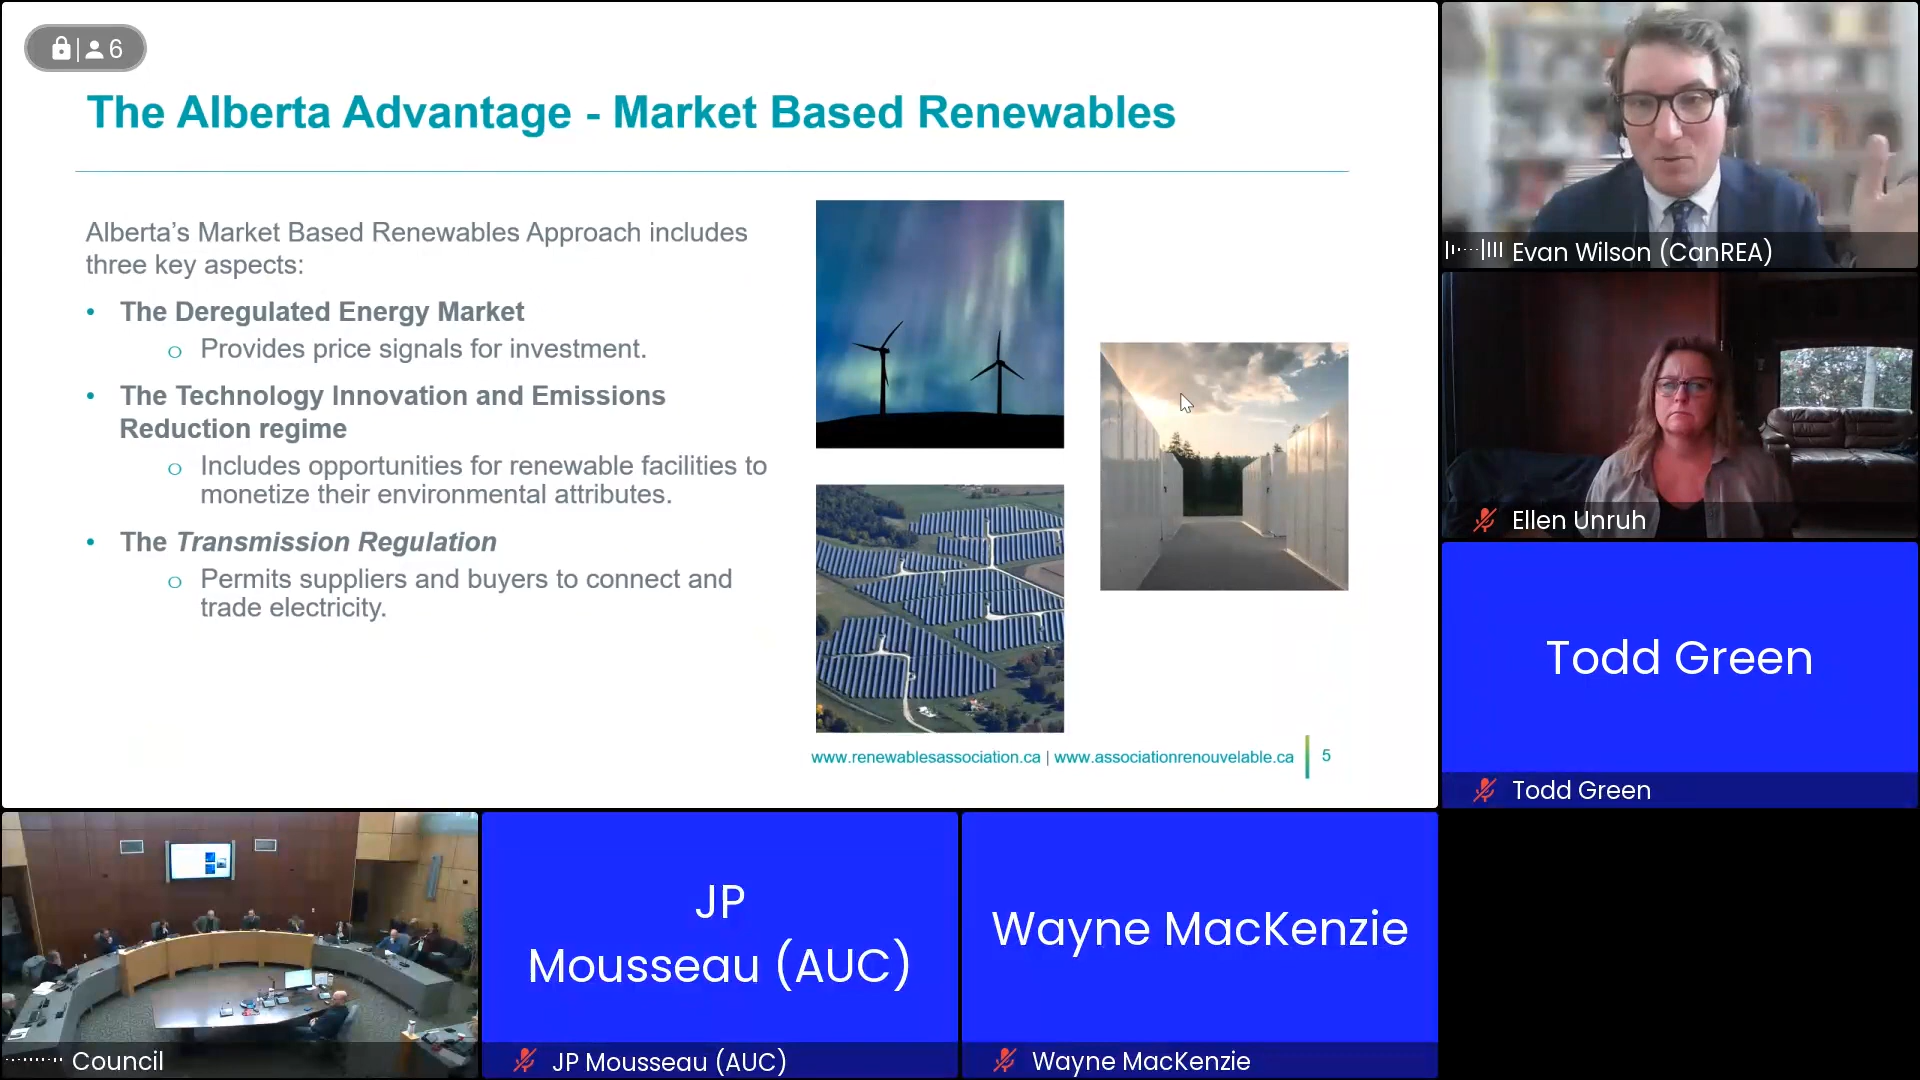 6
The Alberta Advantage - Market Based Renewables
Alberta’s Market Based Renewables Approach includes
three key aspects:
• The Deregulated Energy Market
o Provides price signals for investment.
• The Technology Innovation and Emissions
Reduction regime
o Includes opportunities for renewable facilities to
monetize their environmental attributes.
• The Transmission Regulation
o Permits suppliers and buyers to connect and
trade electricity.
www.renewablesassociation.ca | www.associationrenouvelable.ca
5
Evan Wilson (CanREA)
Ellen Unruh
Todd Green
Todd Green
Council
JP
Mousseau (AUC)
JP Mousseau (AUC)
Wayne MacKenzie
Wayne MacKenzie